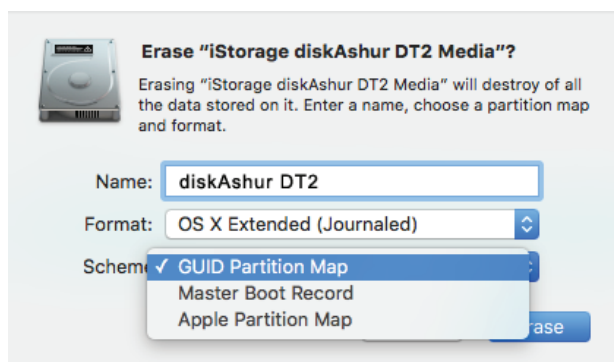 Erase “iStorage diskAshur DT2 Media”?
Erasing “iStorage diskAshur DT2 Media” will destroy of all
the data stored on it. Enter a name, choose a partition map
and format.
Name: diskAshur DT2
Format: OS X Extended (Journaled)
Scheme ✓ GUID Partition Map
Master Boot Record
Apple Partition Map
rase